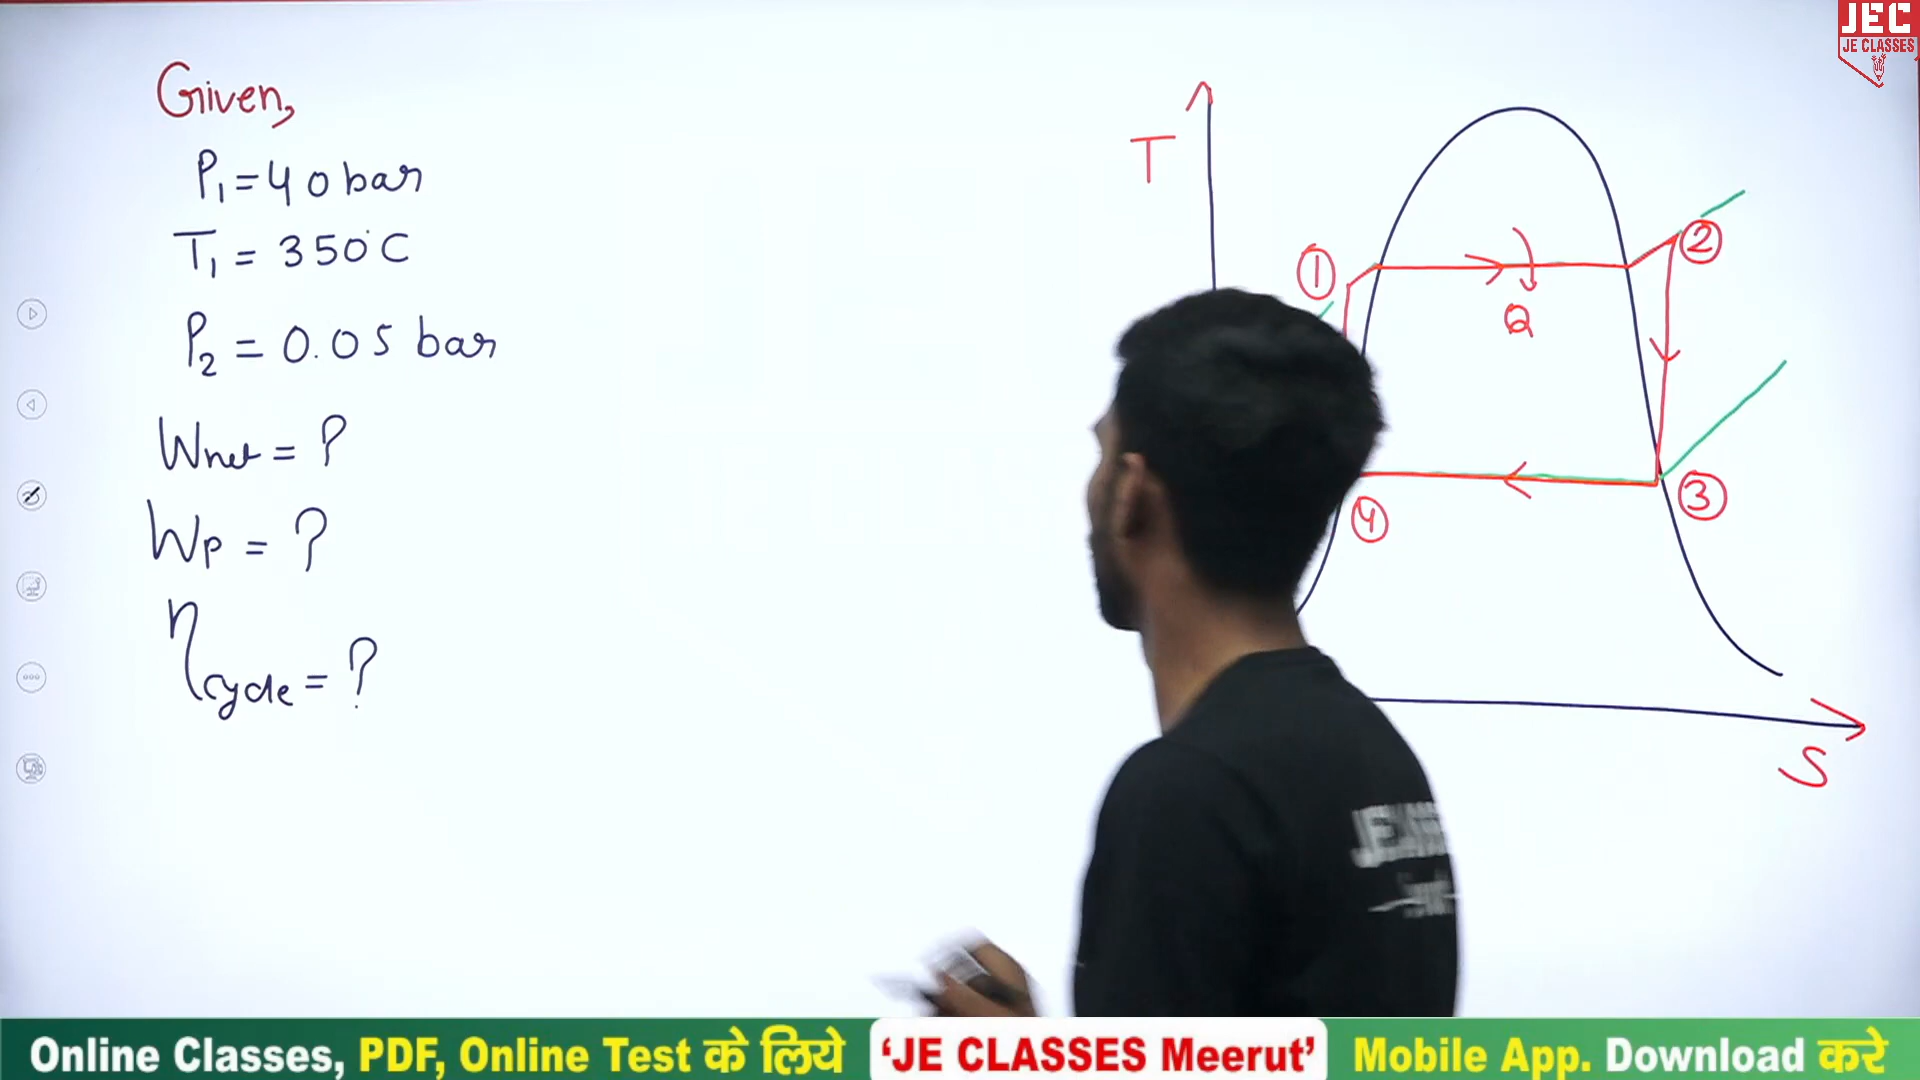 JEC
JE CLASSES
Given,
P1 = 40 bar
T1 = 350°C
P2 = 0.05 bar
Wnet = ?
Wp = ?
ηcycle = ?
T
①
②
Q
③
④
S
Online Classes, PDF, Online Test के लिये 'JE CLASSES Meerut' Mobile App. Download करे